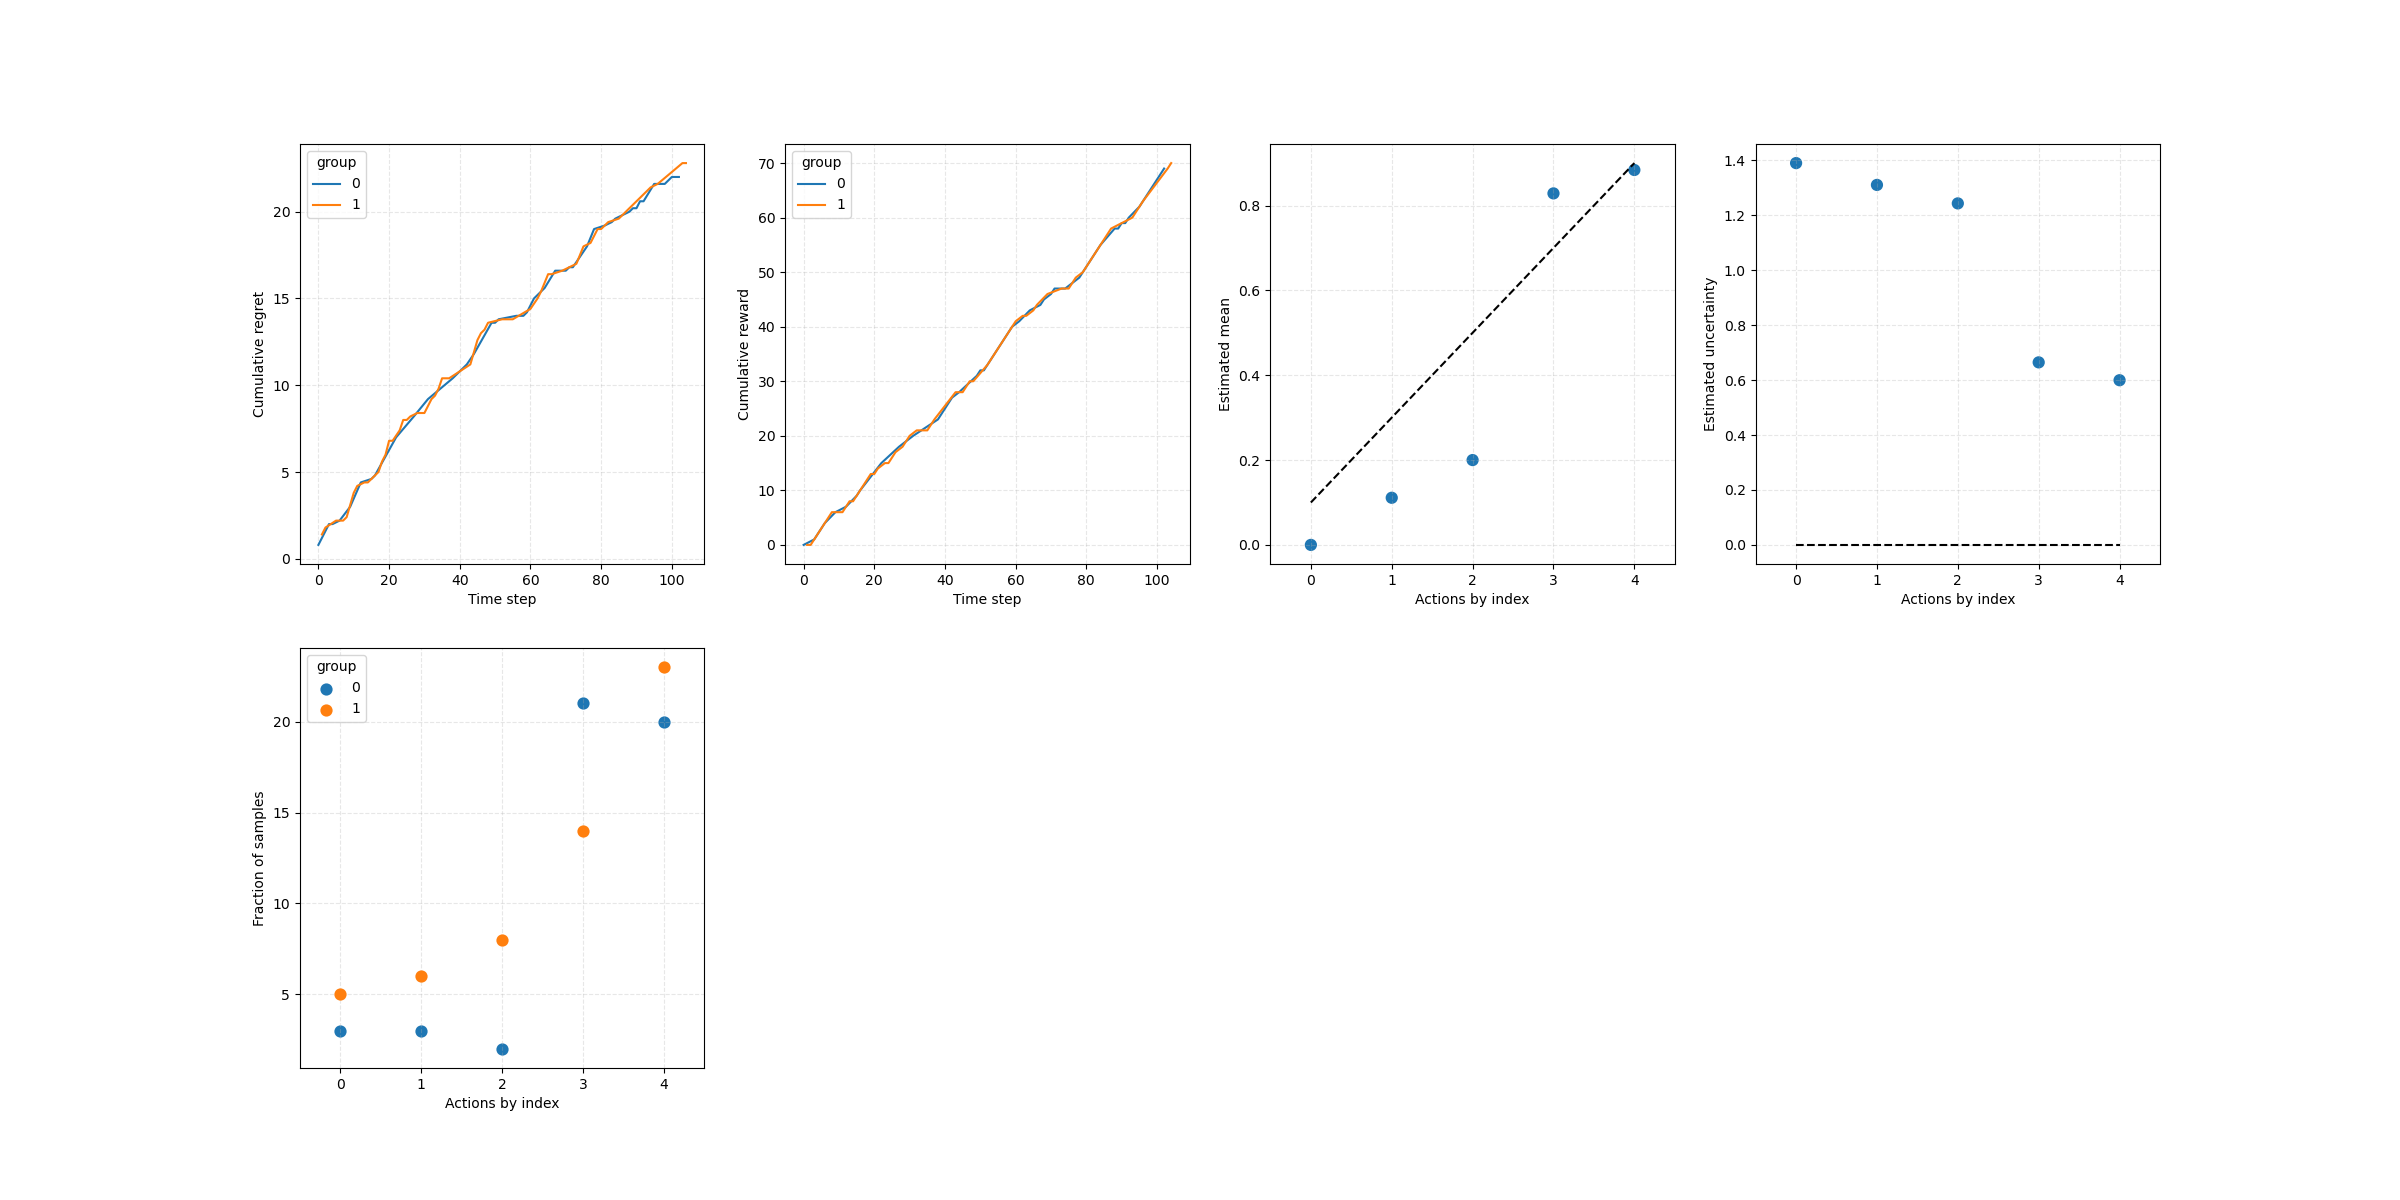 group
0
1
20
15
10
5
0
Cumulative regret
0 20 40 60 80 100
Time step
group
0
1
70
60
50
40
30
20
10
0
Cumulative reward
0 20 40 60 80 100
Time step
0.8
0.6
0.4
0.2
0.0
Estimated mean
0 1 2 3 4
Actions by index
1.4
1.2
1.0
0.8
0.6
0.4
0.2
0.0
Estimated uncertainty
0 1 2 3 4
Actions by index
group
0
1
20
15
10
5
Fraction of samples
0 1 2 3 4
Actions by index